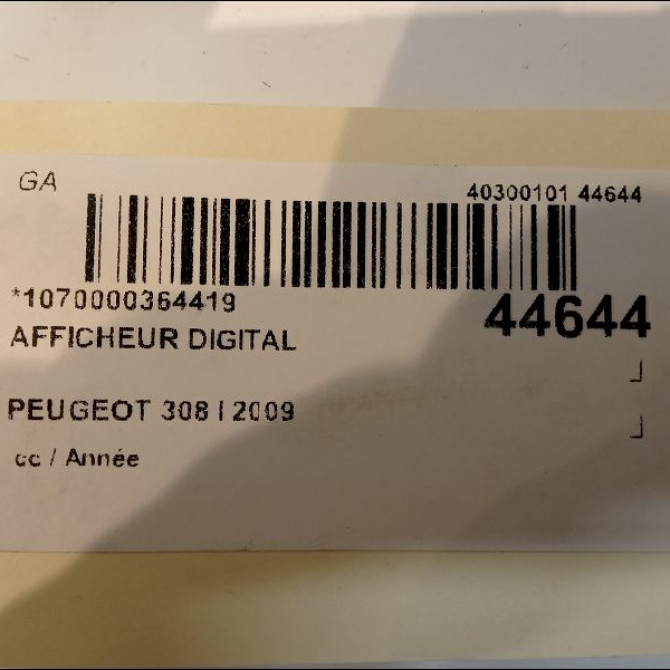 GA
40300101 44644
*1070000364419
44644
AFFICHEUR DIGITAL
PEUGEOT 308 I 2009
cc / Année